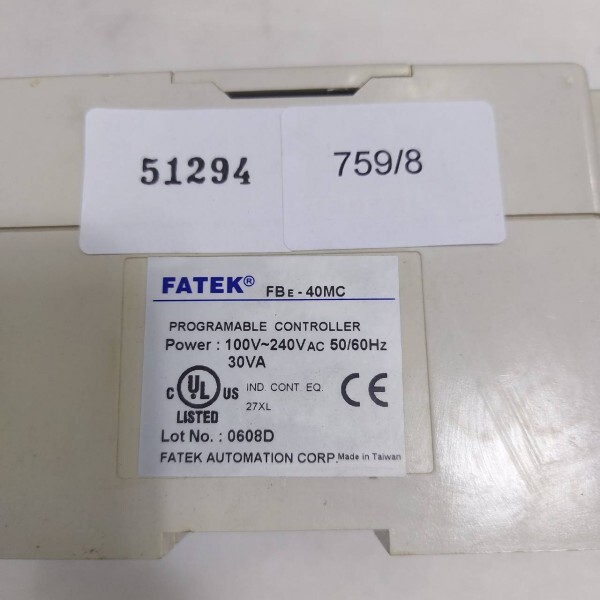 51294
759/8
FATEK® FBE-40MC
PROGRAMABLE CONTROLLER
Power : 100V~240VAC 50/60Hz
30VA
C UL US
LISTED
IND. CONT. EQ.
27XL
CE
Lot No. : 0608D
FATEK AUTOMATION CORP. Made in Taiwan